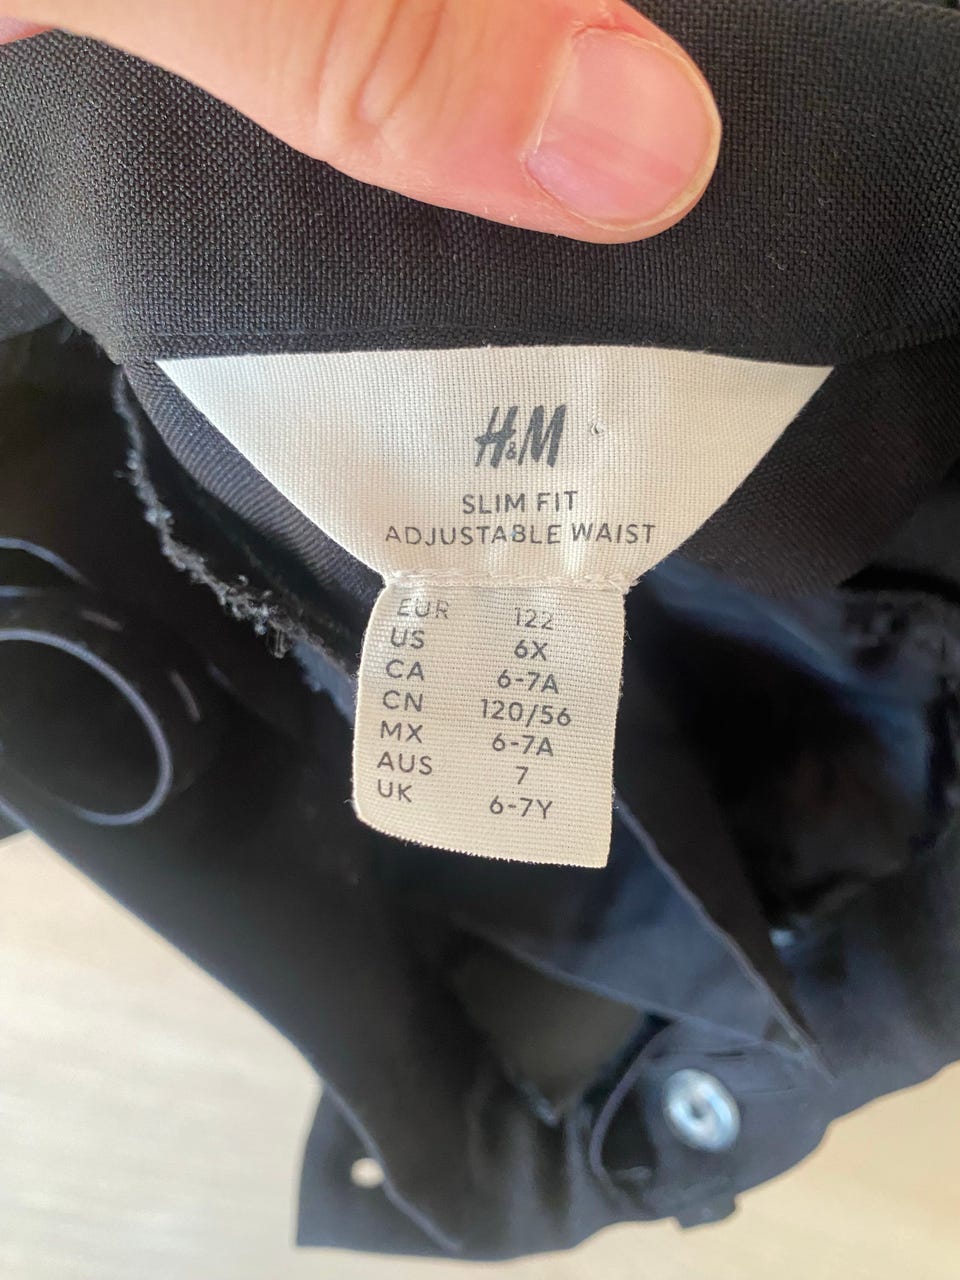 H&M
SLIM FIT
ADJUSTABLE WAIST
EUR 122
US 6X
CA 6-7A
CN 120/56
MX 6-7A
AUS 7
UK 6-7Y